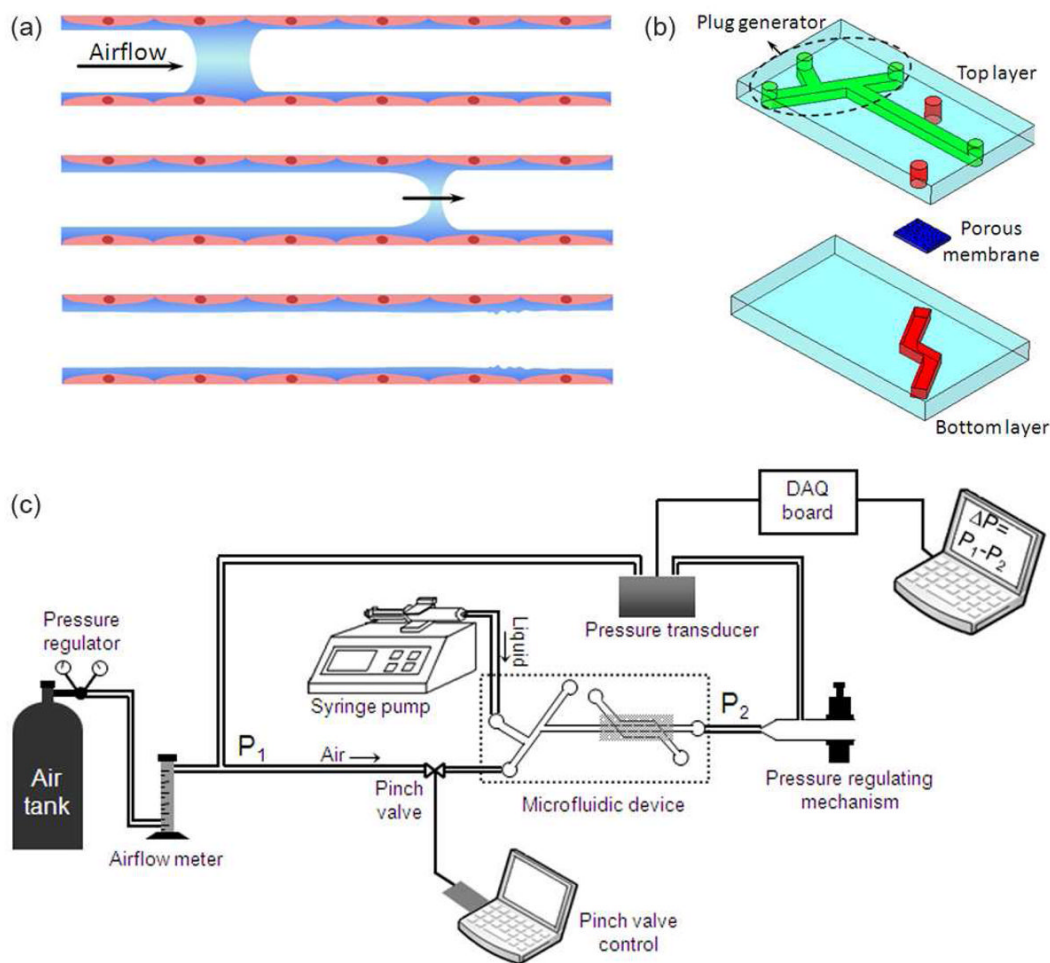 (a)
Airflow
(b)
Plug generator
Top layer
Porous
membrane
Bottom layer
(c)
DAQ
board
ΔP=
P1-P2
Pressure
regulator
Pressure transducer
Liquid
Syringe pump
P1
Air
P2
Pinch
valve
Microfluidic device
Pressure regulating
mechanism
Air
tank
Airflow meter
Pinch valve
control